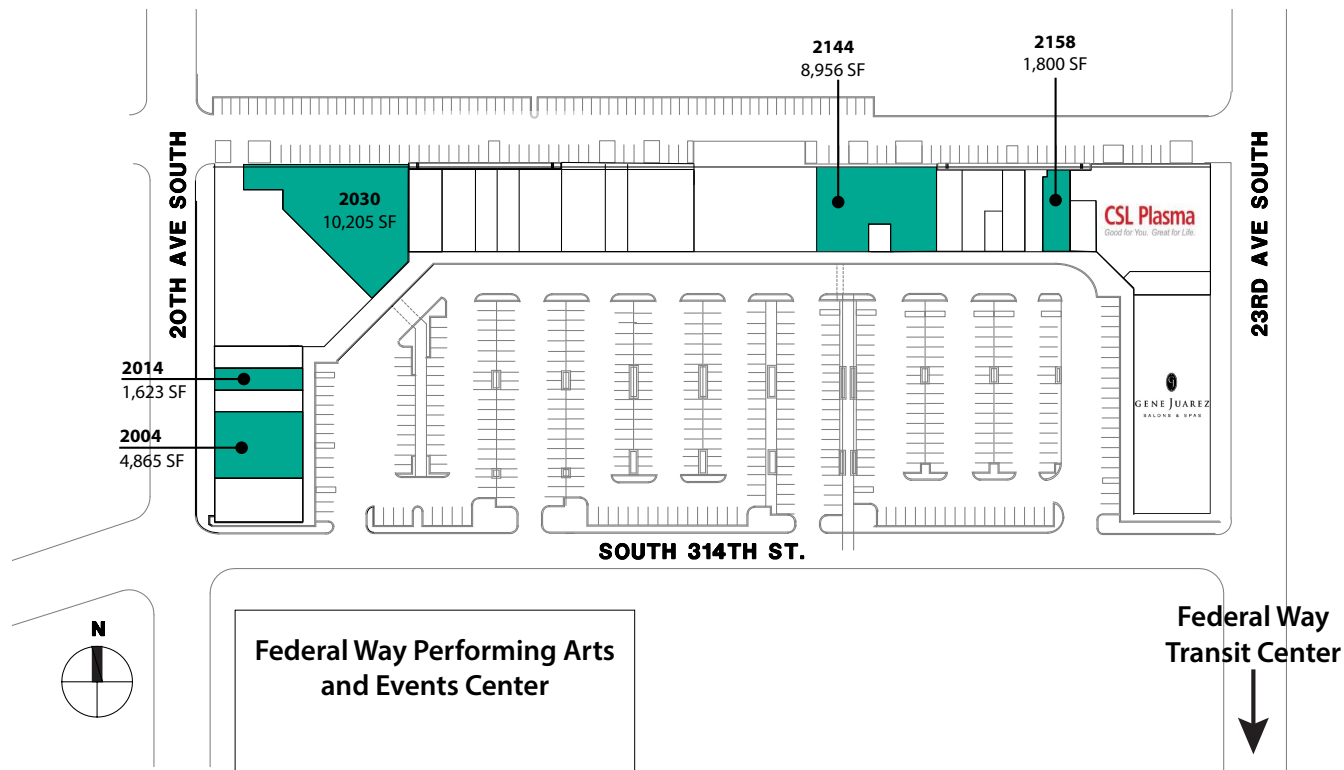 2144
8,956 SF
2158
1,800 SF
20TH AVE SOUTH
2030
10,205 SF
CSL Plasma
Good for You. Great for Life.
23RD AVE SOUTH
2014
1,623 SF
2004
4,865 SF
GENE JUAREZ
SALONS & SPAS
SOUTH 314TH ST.
N
Federal Way Performing Arts
and Events Center
Federal Way
Transit Center